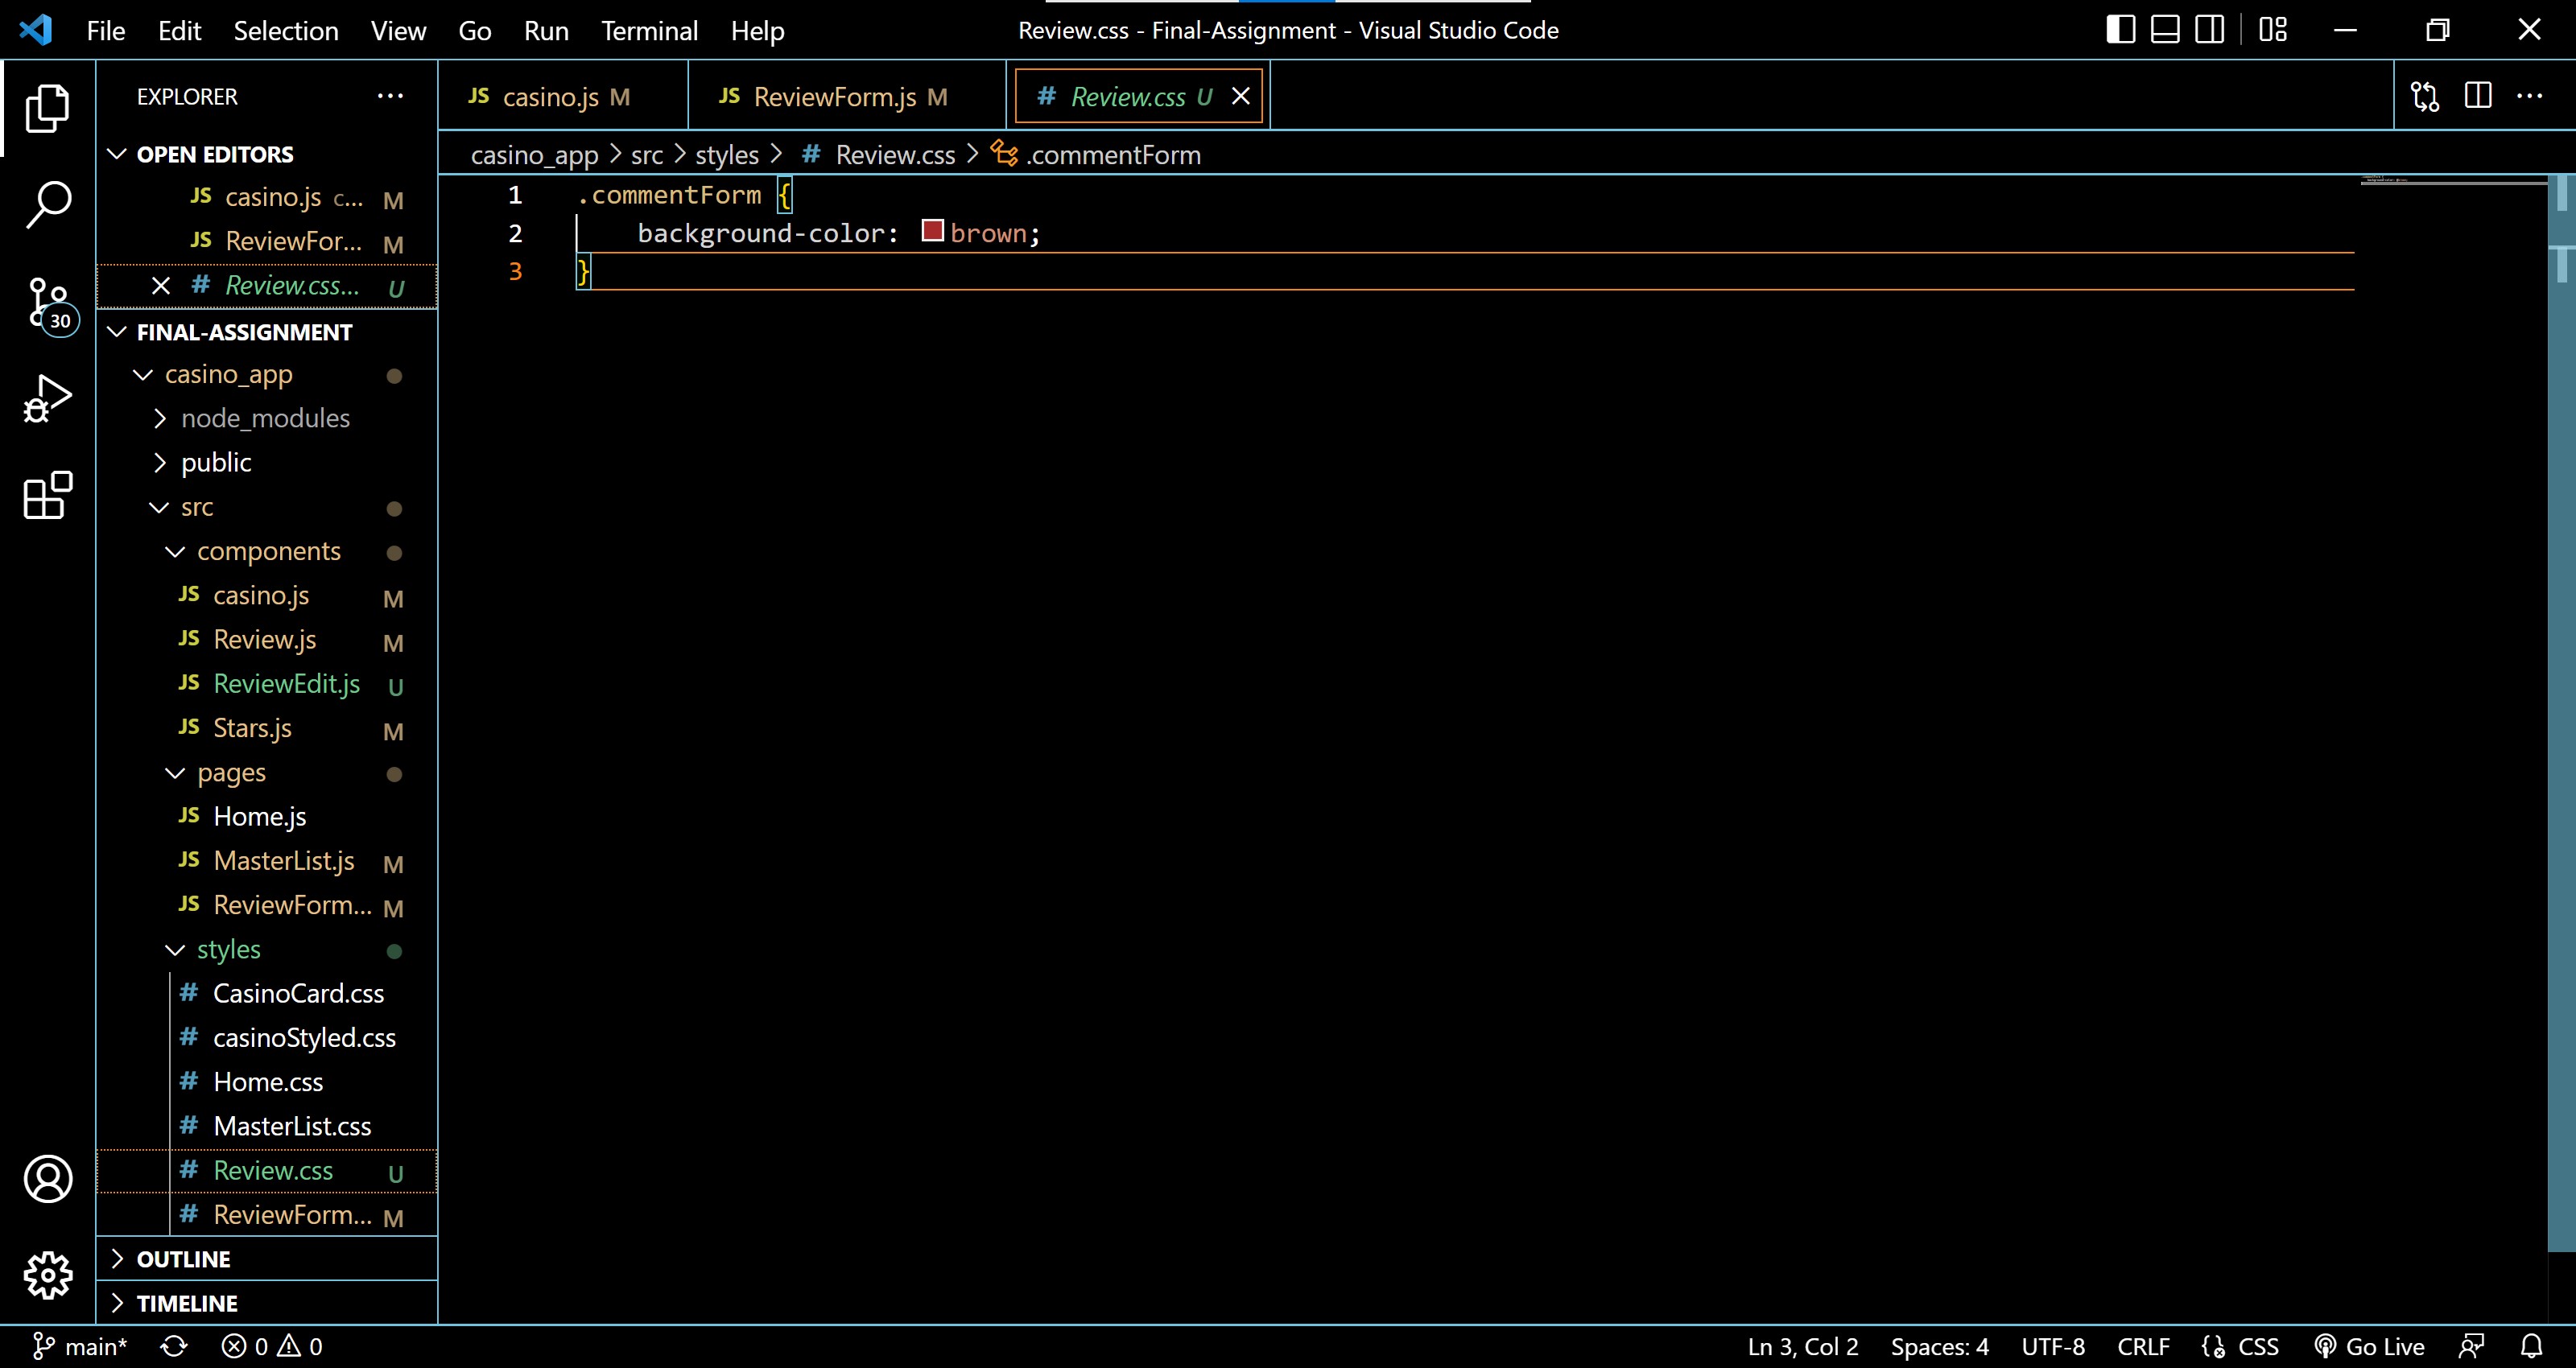 File Edit Selection View Go Run Terminal Help
Review.css - Final-Assignment - Visual Studio Code
EXPLORER
OPEN EDITORS
JS casino.js c... M
JS ReviewFor... M
# Review.css... U
30
FINAL-ASSIGNMENT
casino_app
node_modules
public
src
components
JS casino.js M
JS Review.js M
JS ReviewEdit.js U
JS Stars.js M
pages
JS Home.js
JS MasterList.js M
JS ReviewForm... M
styles
# CasinoCard.css
# casinoStyled.css
# Home.css
# MasterList.css
# Review.css U
# ReviewForm... M
OUTLINE
TIMELINE
JS casino.js M
JS ReviewForm.js M
# Review.css U
casino_app > src > styles > # Review.css > .commentForm
1 .commentForm {
2 background-color: brown;
3 }
main* 0 0
Ln 3, Col 2 Spaces: 4 UTF-8 CRLF CSS Go Live